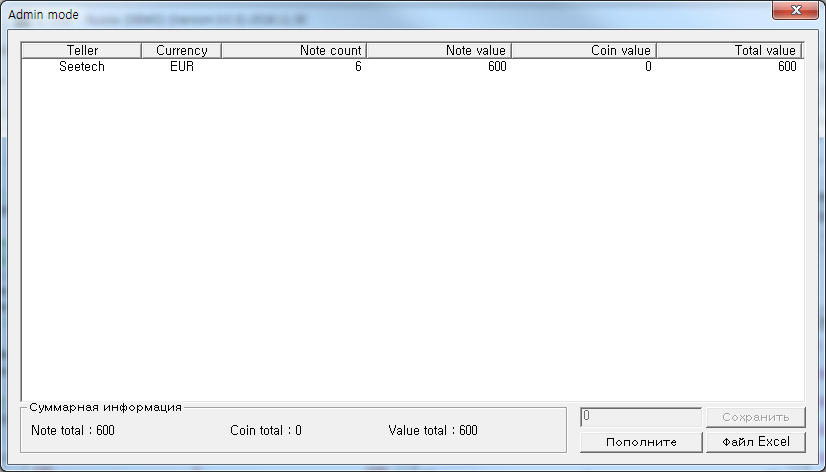 Admin mode
Teller Currency Note count Note value Coin value Total value
Seetech EUR 6 600 0 600
Суммарная информация
Note total : 600 Coin total : 0 Value total : 600
0 Сохранить
Пополните Файл Excel